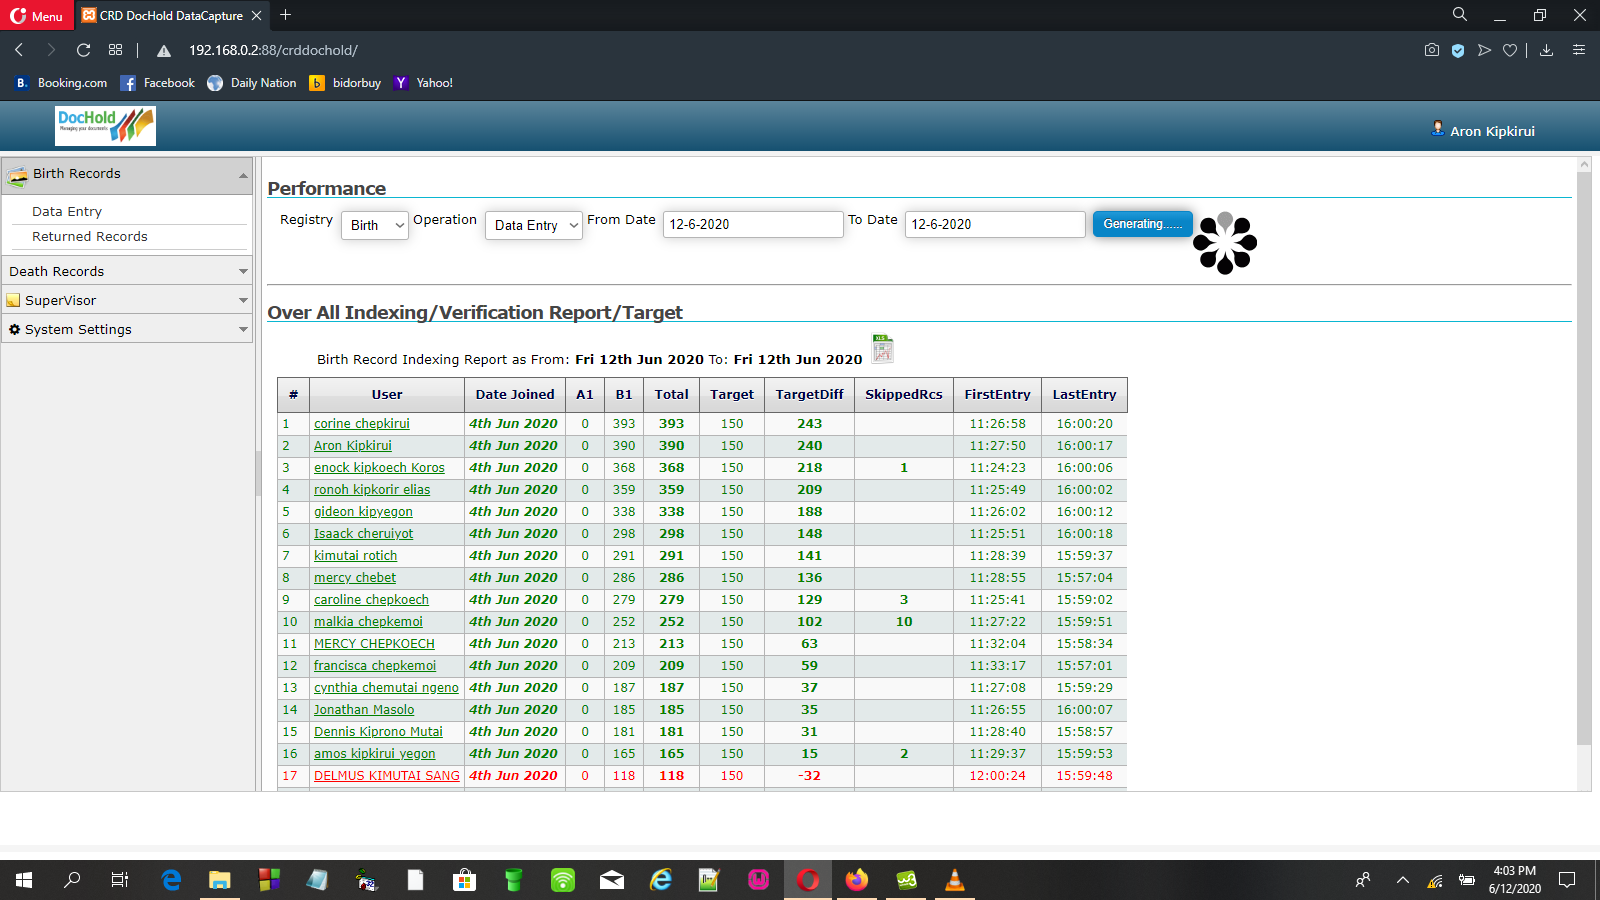 Menu
CRD DocHold DataCapture
192.168.0.2:88/crddochold/
B. Booking.com Facebook Daily Nation b bidorbuy Y Yahoo!
DocHold
Managing your documents
Aron Kipkirui
Birth Records
Data Entry
Returned Records
Death Records
SuperVisor
System Settings
Performance
Registry Birth Operation Data Entry From Date 12-6-2020 To Date 12-6-2020 Generating......
Over All Indexing/Verification Report/Target
Birth Record Indexing Report as From: Fri 12th Jun 2020 To: Fri 12th Jun 2020 XLS
# User Date Joined A1 B1 Total Target TargetDiff SkippedRcs FirstEntry LastEntry
1 corine chepkirui 4th Jun 2020 0 393 393 150 243 11:26:58 16:00:20
2 Aron Kipkirui 4th Jun 2020 0 390 390 150 240 11:27:50 16:00:17
3 enock kipkoech Koros 4th Jun 2020 0 368 368 150 218 1 11:24:23 16:00:06
4 ronoh kipkorir elias 4th Jun 2020 0 359 359 150 209 11:25:49 16:00:02
5 gideon kipyegon 4th Jun 2020 0 338 338 150 188 11:26:02 16:00:12
6 Isaack cheruiyot 4th Jun 2020 0 298 298 150 148 11:25:51 16:00:18
7 kimutai rotich 4th Jun 2020 0 291 291 150 141 11:28:39 15:59:37
8 mercy chebet 4th Jun 2020 0 286 286 150 136 11:28:55 15:57:04
9 caroline chepkoech 4th Jun 2020 0 279 279 150 129 3 11:25:41 15:59:02
10 malkia chepkemoi 4th Jun 2020 0 252 252 150 102 10 11:27:22 15:59:51
11 MERCY CHEPKOECH 4th Jun 2020 0 213 213 150 63 11:32:04 15:58:34
12 francisca chepkemoi 4th Jun 2020 0 209 209 150 59 11:33:17 15:57:01
13 cynthia chemutai ngeno 4th Jun 2020 0 187 187 150 37 11:27:08 15:59:29
14 Jonathan Masolo 4th Jun 2020 0 185 185 150 35 11:26:55 16:00:07
15 Dennis Kiprono Mutai 4th Jun 2020 0 181 181 150 31 11:28:40 15:58:57
16 amos kipkirui yegon 4th Jun 2020 0 165 165 150 15 2 11:29:37 15:59:53
17 DELMUS KIMUTAI SANG 4th Jun 2020 0 118 118 150 -32 12:00:24 15:59:48
4:03 PM
6/12/2020